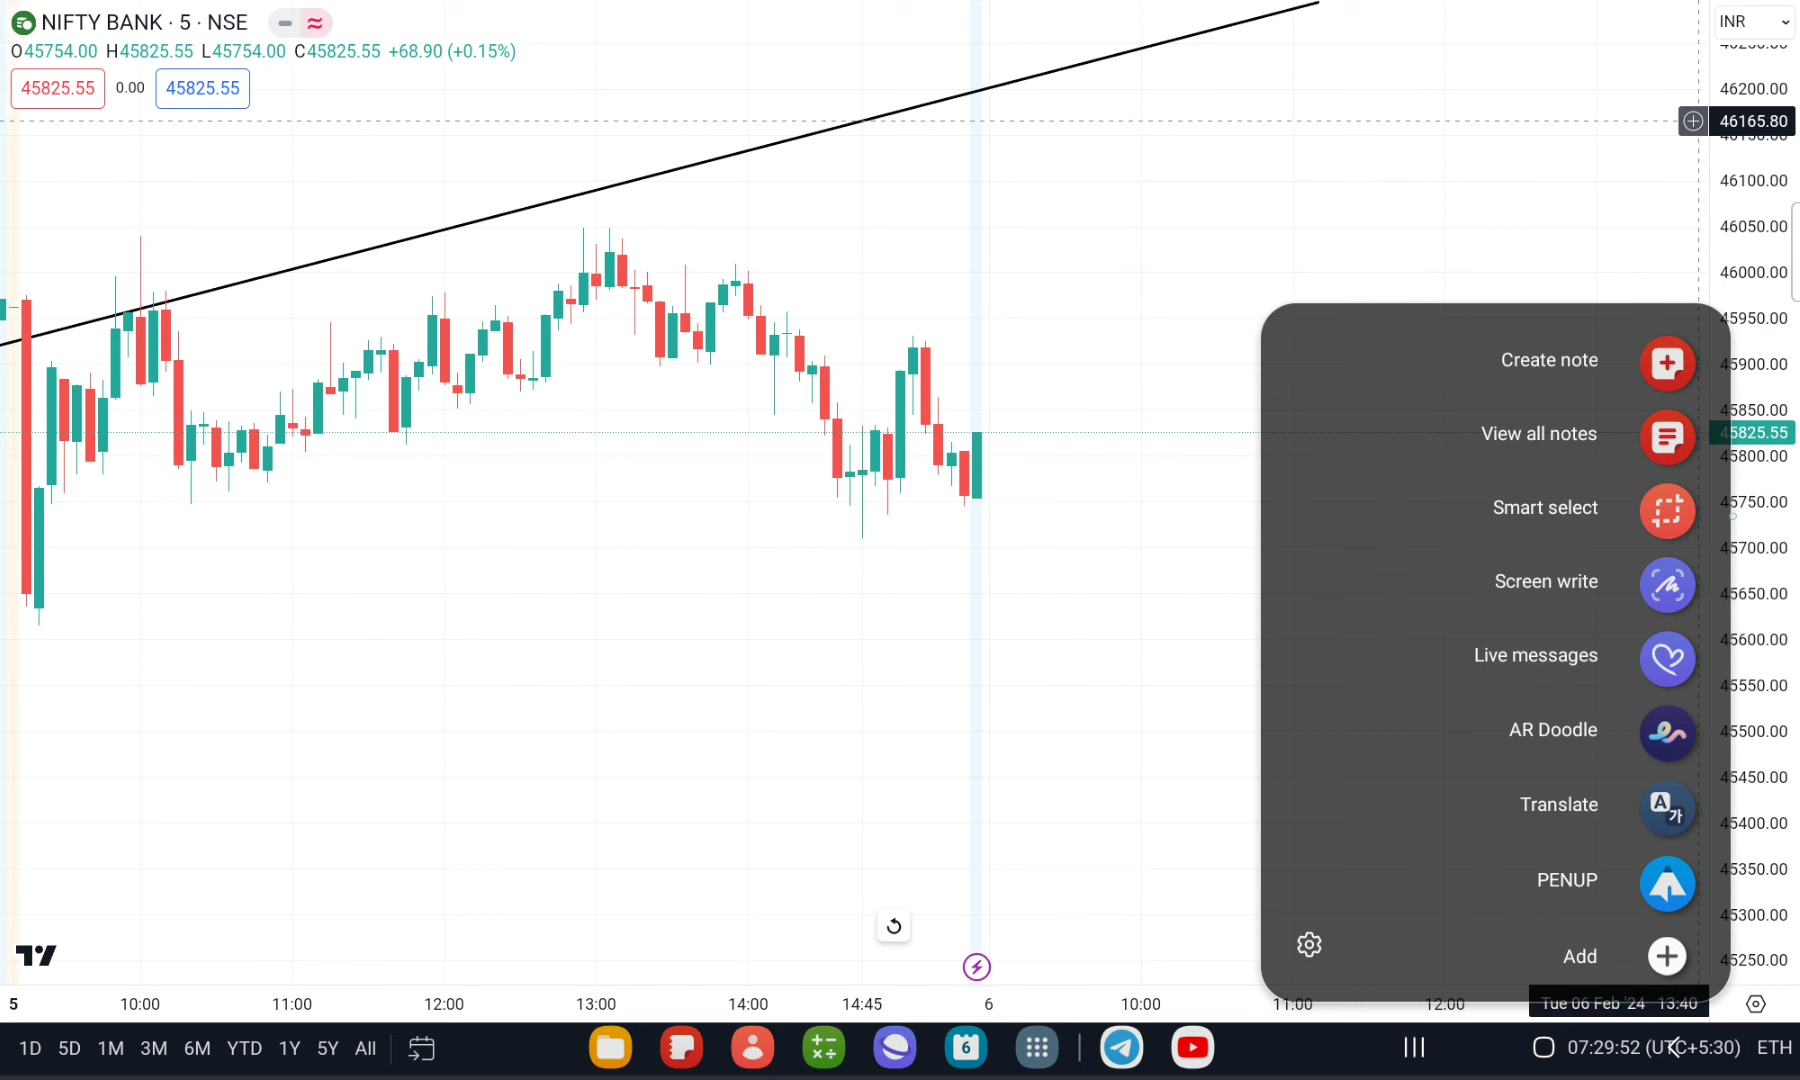 NIFTY BANK · 5 · NSE
O45754.00 H45825.55 L45754.00 C45825.55 +68.90 (+0.15%)
45825.55 0.00 45825.55
INR
46200.00
46165.80
46100.00
46050.00
46000.00
45950.00
45900.00
45850.00
45825.55
45800.00
45750.00
45700.00
45650.00
45600.00
45550.00
45500.00
45450.00
45400.00
45350.00
45300.00
45250.00
Create note
View all notes
Smart select
Screen write
Live messages
AR Doodle
Translate
PENUP
Add
5 10:00 11:00 12:00 13:00 14:00 14:45 6 10:00 11:00 12:00 Tue 06 Feb '24 13:40
1D 5D 1M 3M 6M YTD 1Y 5Y All
6
07:29:52 (UTC+5:30) ETH